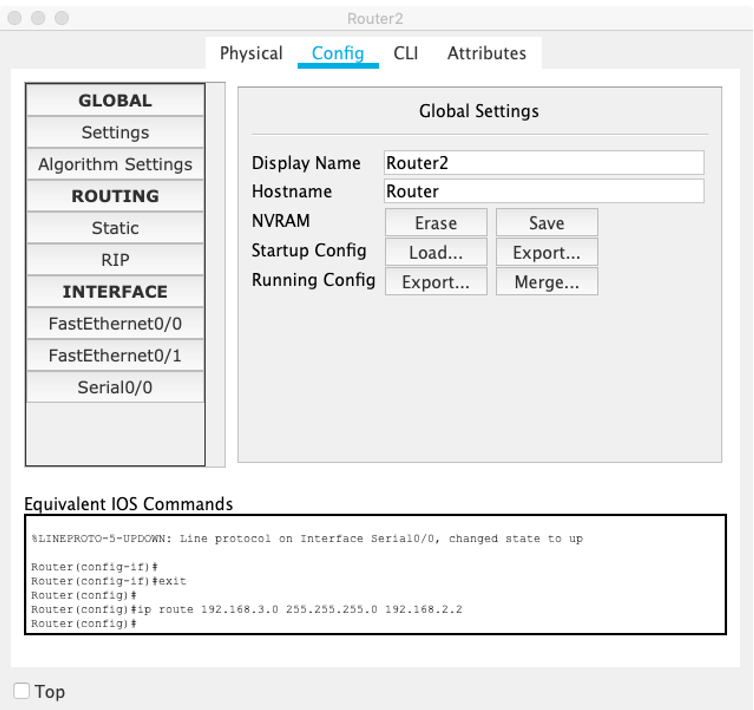 Router2
Physical Config CLI Attributes
GLOBAL
Settings
Algorithm Settings
ROUTING
Static
RIP
INTERFACE
FastEthernet0/0
FastEthernet0/1
Serial0/0
Global Settings
Display Name Router2
Hostname Router
NVRAM Erase Save
Startup Config Load... Export...
Running Config Export... Merge...
Equivalent IOS Commands
%LINEPROTO-5-UPDOWN: Line protocol on Interface Serial0/0, changed state to up
Router(config-if)#
Router(config-if)#exit
Router(config)#
Router(config)#ip route 192.168.3.0 255.255.255.0 192.168.2.2
Router(config)#
Top